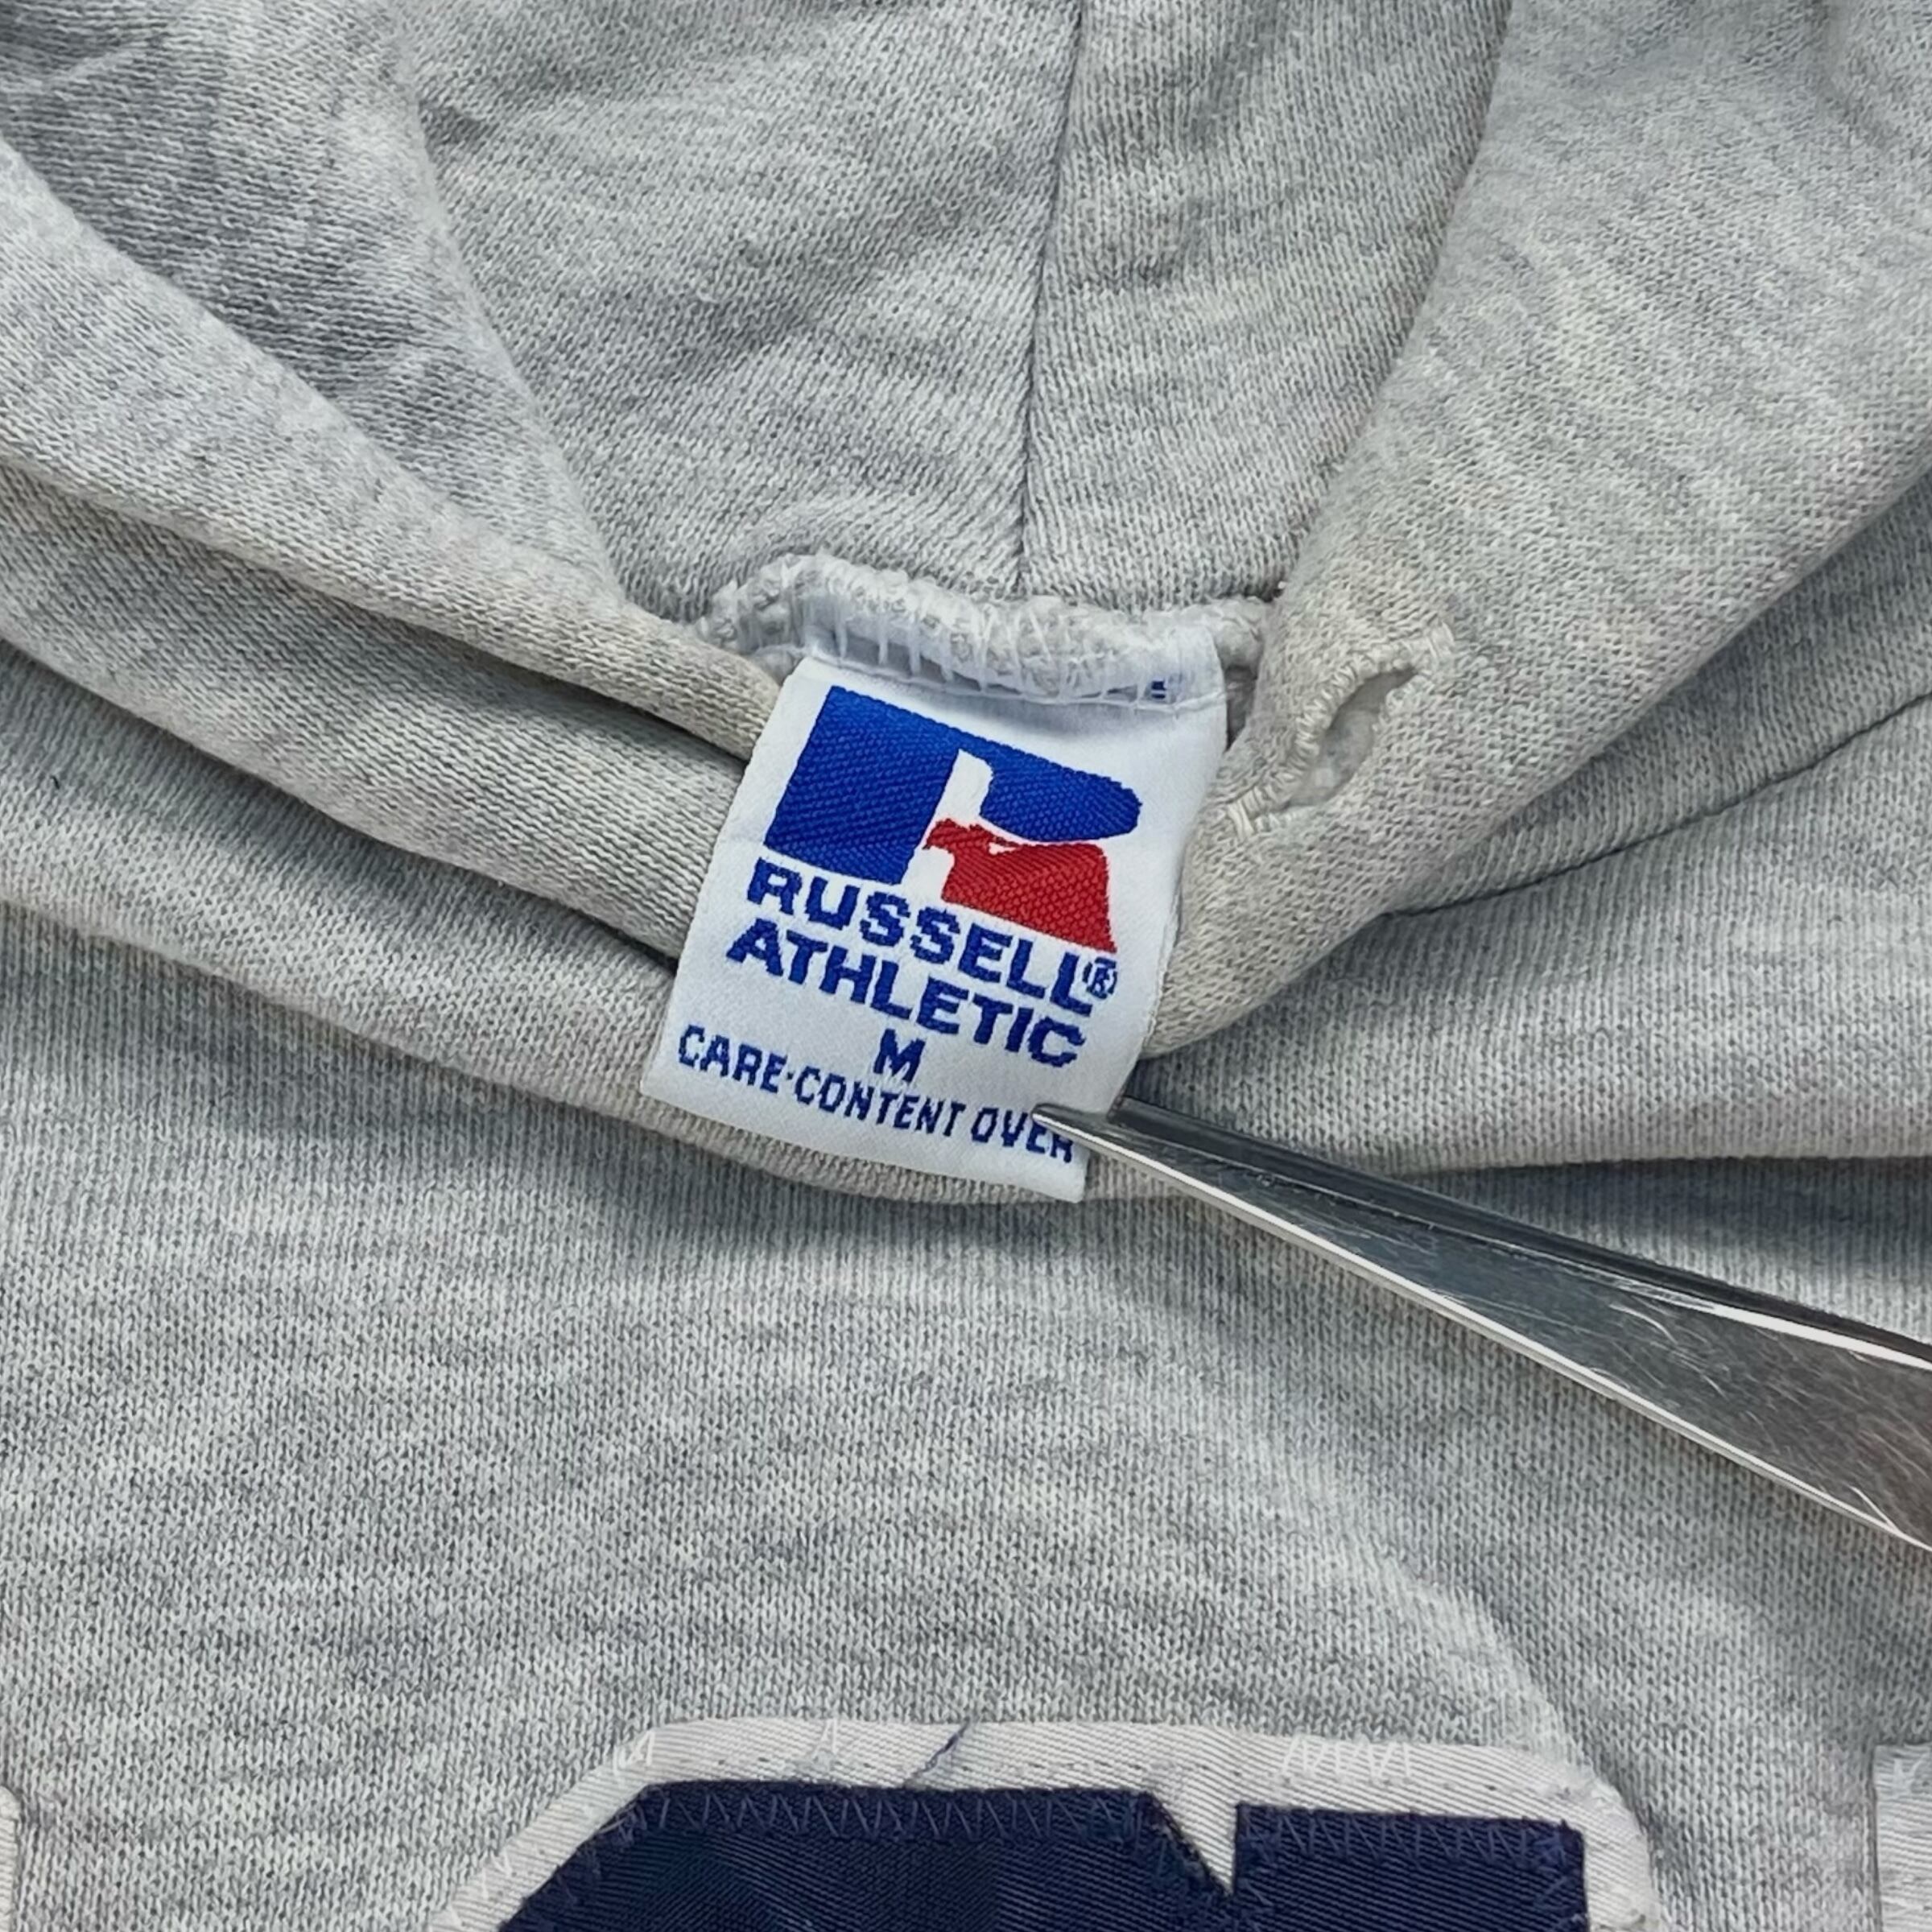 RUSSELL®
ATHLETIC
M
CARE·CONTENT OVER